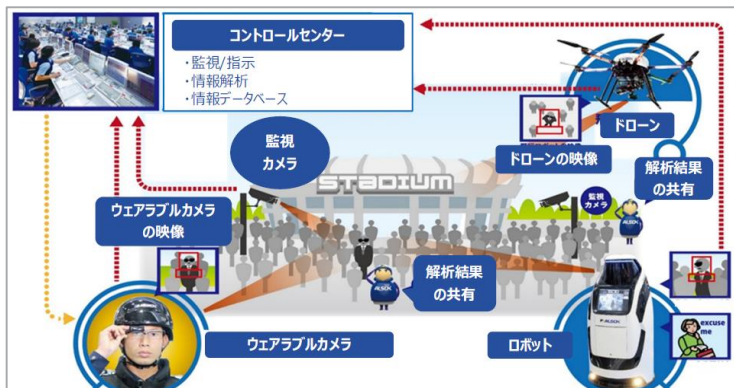 コントロールセンター
・監視/指示
・情報解析
・情報データベース
ドローン
監視
カメラ
ドローンの映像
解析結果
の共有
STADIUM
監視
カメラ
ウェアラブルカメラ
の映像
ALSOK
解析結果
の共有
ALSOK
ALSOK
excuse
me
ウェアラブルカメラ
ロボット